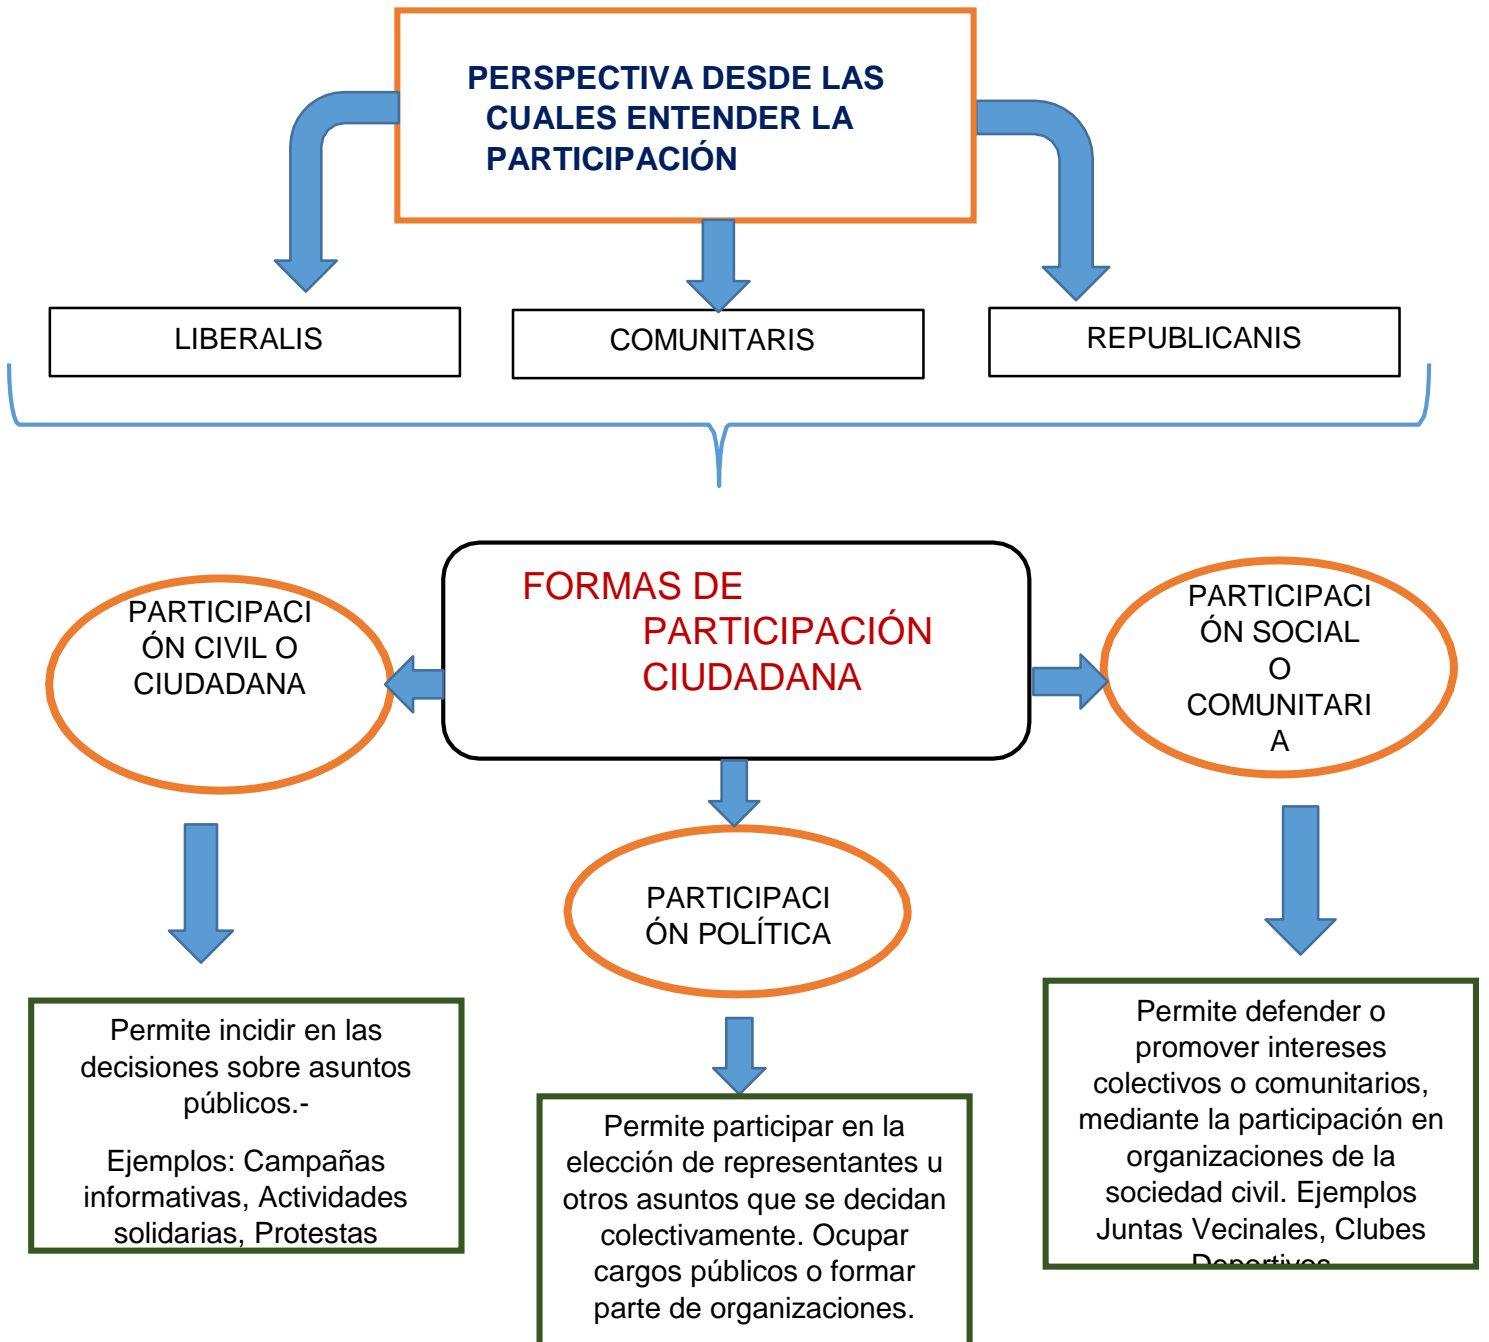 PERSPECTIVA DESDE LAS
CUALES ENTENDER LA
PARTICIPACIÓN
LIBERALIS
COMUNITARIS
REPUBLICANIS
FORMAS DE
PARTICIPACIÓN
CIUDADANA
PARTICIPACI
ÓN CIVIL O
CIUDADANA
PARTICIPACI
ÓN SOCIAL
O
COMUNITARI
A
PARTICIPACI
ÓN POLÍTICA
Permite incidir en las
decisiones sobre asuntos
públicos.-
Ejemplos: Campañas
informativas, Actividades
solidarias, Protestas
Permite participar en la
elección de representantes u
otros asuntos que se decidan
colectivamente. Ocupar
cargos públicos o formar
parte de organizaciones.
Permite defender o
promover intereses
colectivos o comunitarios,
mediante la participación en
organizaciones de la
sociedad civil. Ejemplos
Juntas Vecinales, Clubes
Deportivos